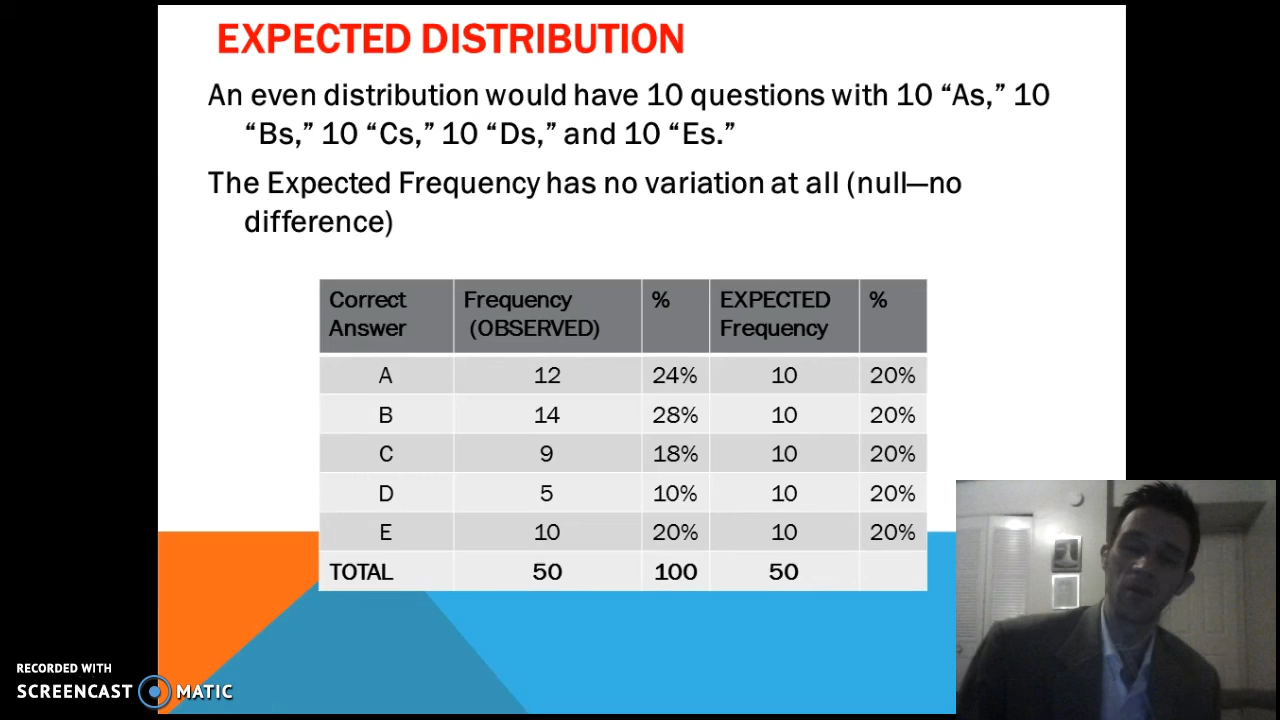 EXPECTED DISTRIBUTION
An even distribution would have 10 questions with 10 “As,” 10
“Bs,” 10 “Cs,” 10 “Ds,” and 10 “Es.”
The Expected Frequency has no variation at all (null—no
difference)
Correct Answer Frequency (OBSERVED) % EXPECTED Frequency %
A 12 24% 10 20%
B 14 28% 10 20%
C 9 18% 10 20%
D 5 10% 10 20%
E 10 20% 10 20%
TOTAL 50 100 50
RECORDED WITH
SCREENCAST MATIC